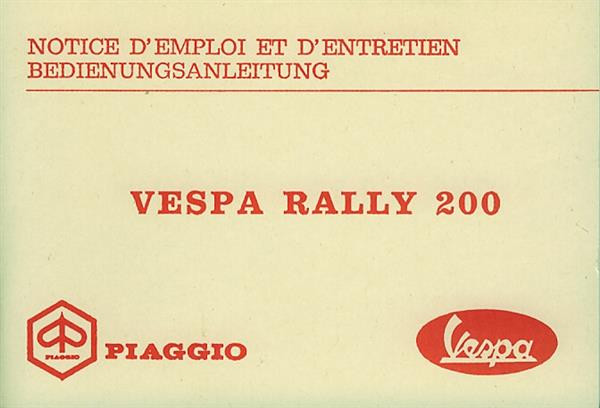 NOTICE D'EMPLOI ET D'ENTRETIEN
BEDIENUNGSANLEITUNG
VESPA RALLY 200
PIAGGIO
PIAGGIO
Vespa